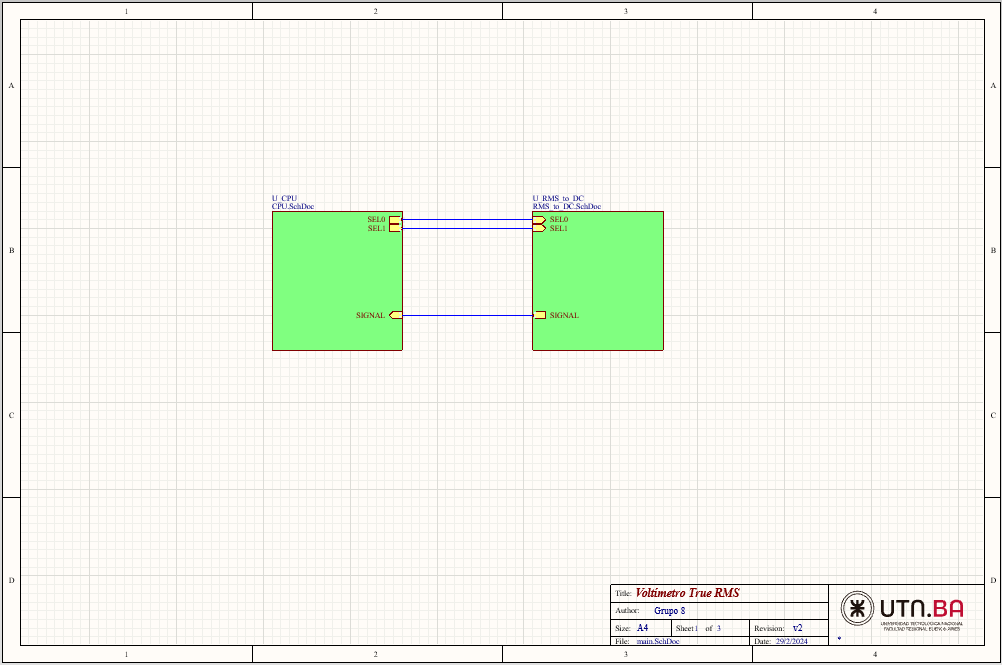 1 2 3 4
A A
U_CPU
CPU.SchDoc
U_RMS_to_DC
RMS_to_DC.SchDoc
SEL0 SEL0
SEL1 SEL1
B B
SIGNAL SIGNAL
C C
D D
Title: Voltimetro True RMS
Author: Grupo 8
Size: A4 Sheet 1 of 3 Revision: v2
File: main.SchDoc Date: 29/2/2024
UTN.BA
UNIVERSIDAD TECNOLÓGICA NACIONAL
FACULTAD REGIONAL BUENOS AIRES
*
1 2 3 4